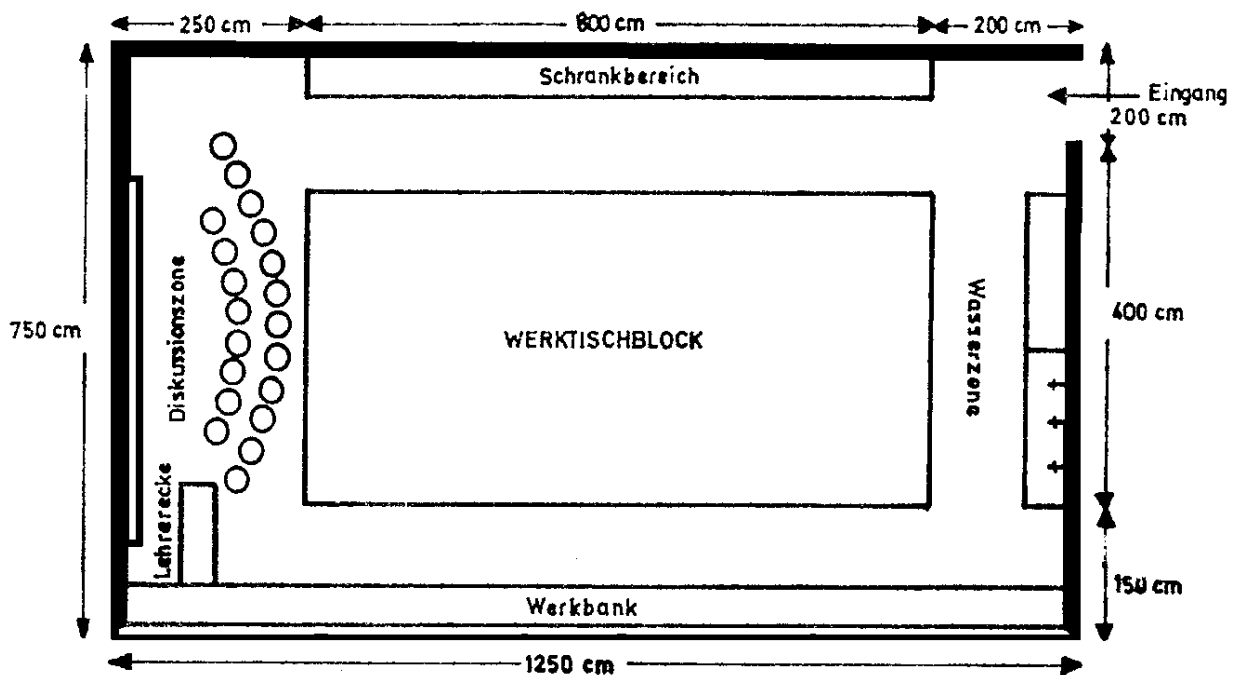 250 cm
800 cm
200 cm
Schrankbereich
Eingang
200 cm
Diskussionszone
750 cm
WERKTISCHBLOCK
Wasserzone
400 cm
Lehrerecke
150 cm
Werkbank
1250 cm